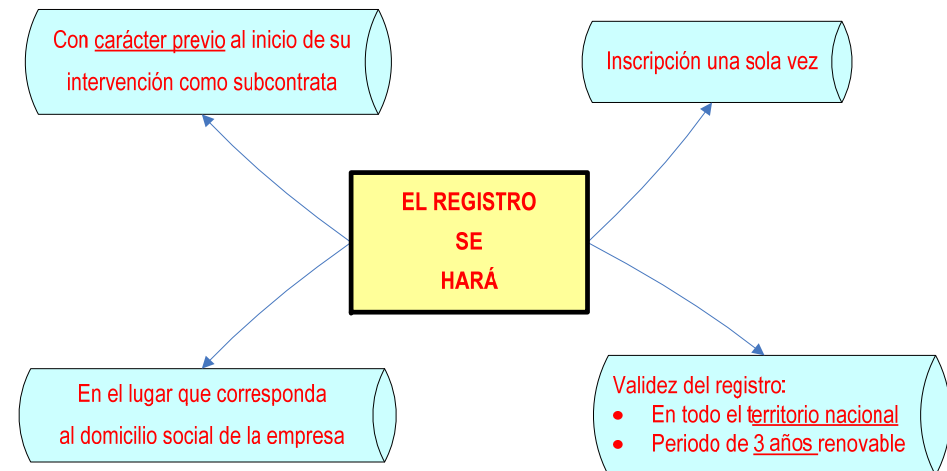 Con carácter previo al inicio de su
intervención como subcontrata
Inscripción una sola vez
EL REGISTRO
SE
HARÁ
En el lugar que corresponda
al domicilio social de la empresa
Validez del registro:
• En todo el territorio nacional
• Periodo de 3 años renovable